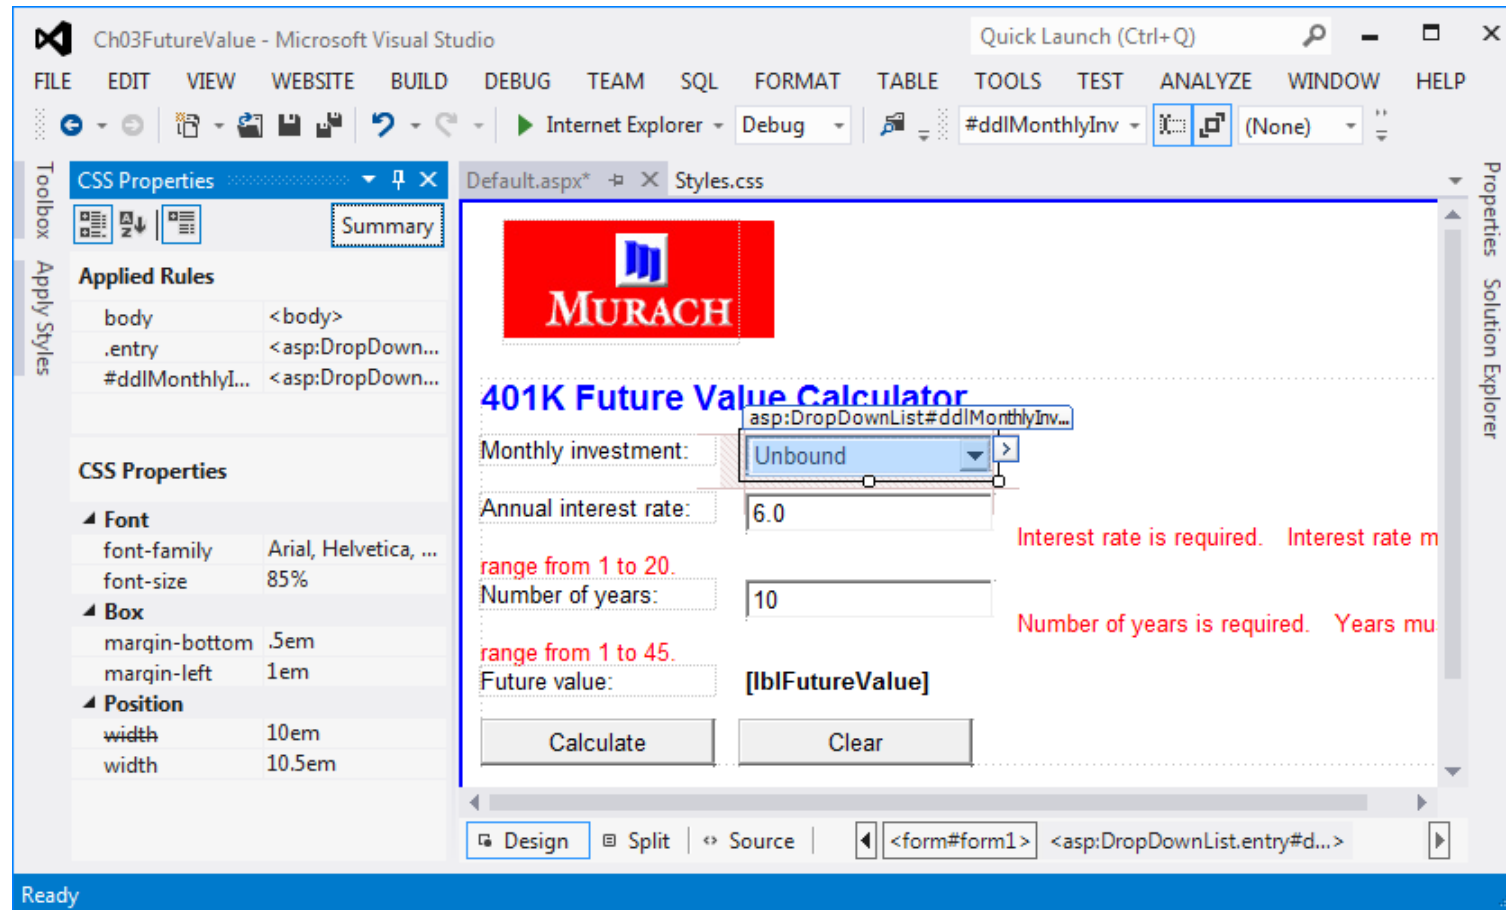 Ch03FutureValue - Microsoft Visual Studio
Quick Launch (Ctrl+Q)
FILE EDIT VIEW WEBSITE BUILD DEBUG TEAM SQL FORMAT TABLE TOOLS TEST ANALYZE WINDOW HELP
Internet Explorer Debug #ddlMonthlyInv (None)
Toolbox
Apply Styles
CSS Properties
Summary
Applied Rules
body <body>
.entry <asp:DropDown...
#ddlMonthlyI... <asp:DropDown...
CSS Properties
Font
font-family Arial, Helvetica, ...
font-size 85%
Box
margin-bottom .5em
margin-left 1em
Position
width 10em
width 10.5em
Default.aspx* Styles.css
MURACH
401K Future Value Calculator
asp:DropDownList#ddlMonthlyInv...
Monthly investment: Unbound
Annual interest rate: 6.0
Interest rate is required. Interest rate m
range from 1 to 20.
Number of years: 10
Number of years is required. Years mu
range from 1 to 45.
Future value: [lblFutureValue]
Calculate Clear
Design Split Source <form#form1> <asp:DropDownList.entry#d...>
Properties
Solution Explorer
Ready